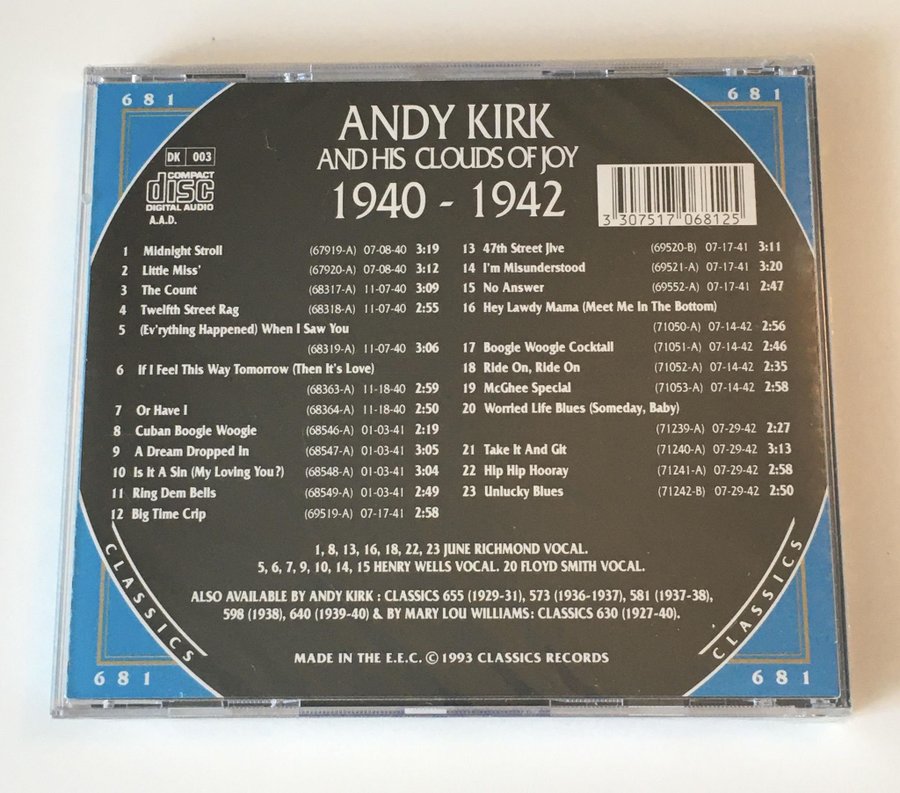 681
681
ANDY KIRK
AND HIS CLOUDS OF JOY
1940 - 1942
DK 003
COMPACT
disc
DIGITAL AUDIO
A.A.D.
3 307517 068125
1 Midnight Stroll (67919-A) 07-08-40 3:19
2 Little Miss' (67920-A) 07-08-40 3:12
3 The Count (68317-A) 11-07-40 3:09
4 Twelfth Street Rag (68318-A) 11-07-40 2:55
5 (Ev'rything Happened) When I Saw You
(68319-A) 11-07-40 3:06
6 If I Feel This Way Tomorrow (Then It's Love)
(68363-A) 11-18-40 2:59
7 Or Have I (68364-A) 11-18-40 2:50
8 Cuban Boogie Woogie (68546-A) 01-03-41 2:19
9 A Dream Dropped In (68547-A) 01-03-41 3:05
10 Is It A Sin (My Loving You?) (68548-A) 01-03-41 3:04
11 Ring Dem Bells (68549-A) 01-03-41 2:49
12 Big Time Crip (69519-A) 07-17-41 2:58
13 47th Street Jive (69520-B) 07-17-41 3:11
14 I'm Misunderstood (69521-A) 07-17-41 3:20
15 No Answer (69552-A) 07-17-41 2:47
16 Hey Lawdy Mama (Meet Me In The Bottom)
(71050-A) 07-14-42 2:56
17 Boogie Woogie Cocktail (71051-A) 07-14-42 2:46
18 Ride On, Ride On (71052-A) 07-14-42 2:35
19 McGhee Special (71053-A) 07-14-42 2:58
20 Worried Life Blues (Someday, Baby)
(71239-A) 07-29-42 2:27
21 Take It And Git (71240-A) 07-29-42 3:13
22 Hip Hip Hooray (71241-A) 07-29-42 2:58
23 Unlucky Blues (71242-B) 07-29-42 2:50
1, 8, 13, 16, 18, 22, 23 JUNE RICHMOND VOCAL.
5, 6, 7, 9, 10, 14, 15 HENRY WELLS VOCAL. 20 FLOYD SMITH VOCAL.
ALSO AVAILABLE BY ANDY KIRK : CLASSICS 655 (1929-31), 573 (1936-1937), 581 (1937-38),
598 (1938), 640 (1939-40) & BY MARY LOU WILLIAMS: CLASSICS 630 (1927-40).
MADE IN THE E.E.C. © 1993 CLASSICS RECORDS
CLASSICS
CLASSICS
681
681